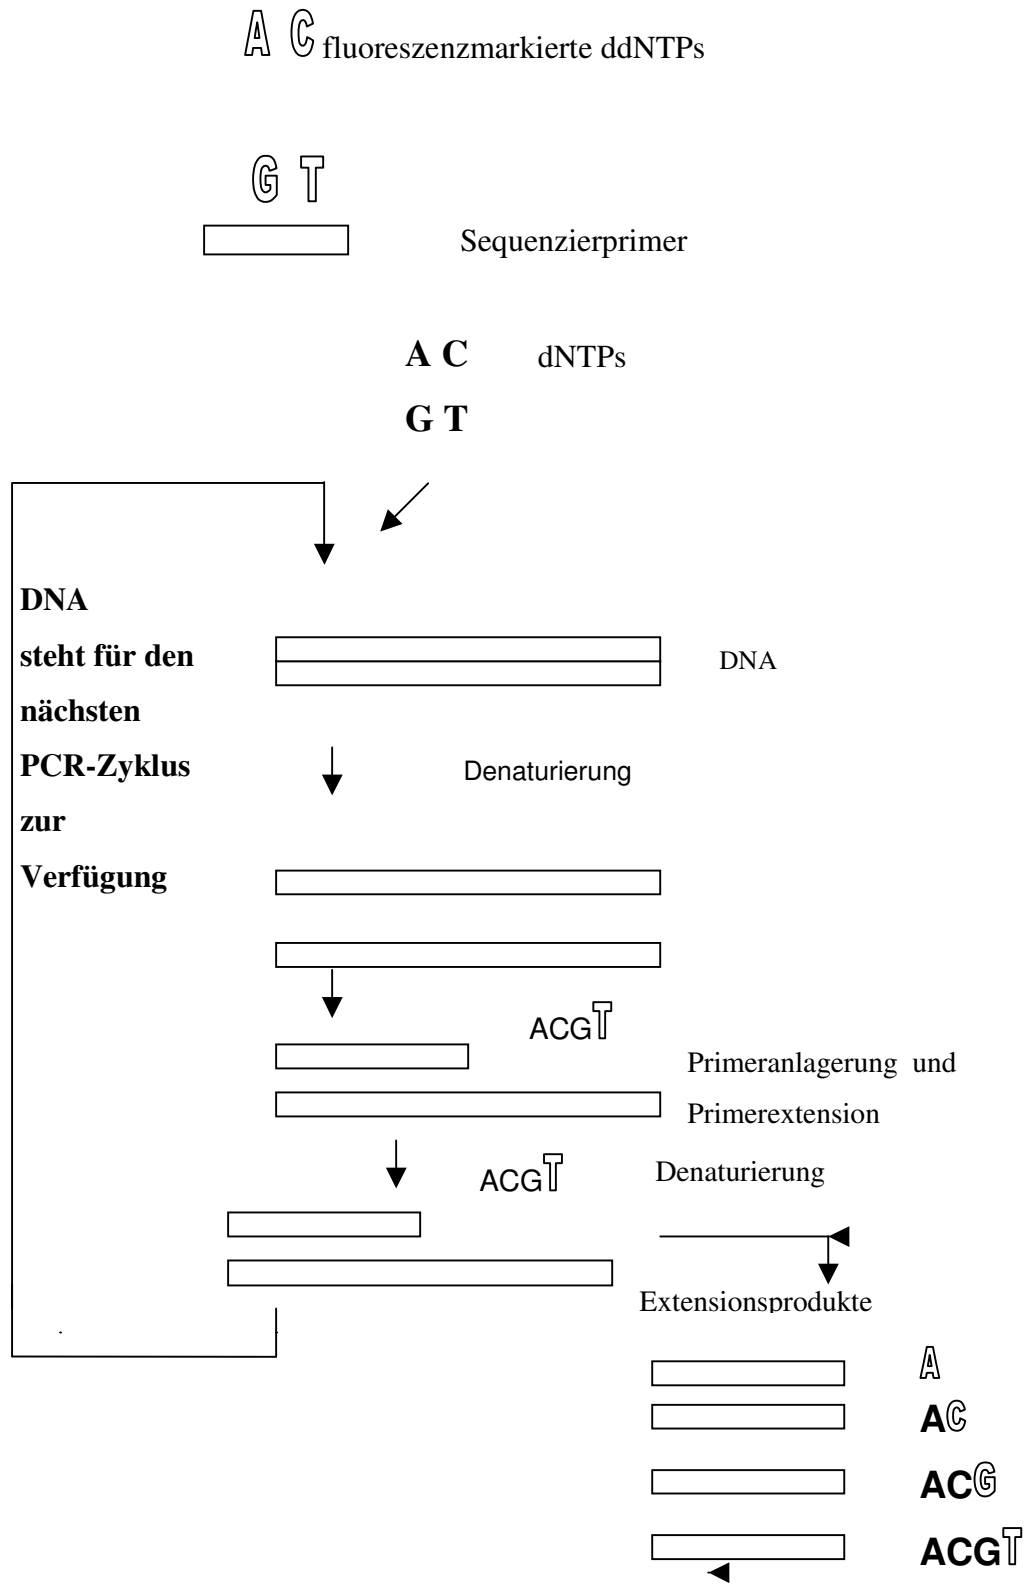 A C fluoreszenzmarkierte ddNTPs
G T
Sequenzierprimer
A C dNTPs
G T
DNA
steht für den
nächsten
PCR-Zyklus
zur
Verfügung
DNA
Denaturierung
ACGT
Primeranlagerung und
Primerextension
ACGT
Denaturierung
Extensionsprodukte
A
AC
ACG
ACGT